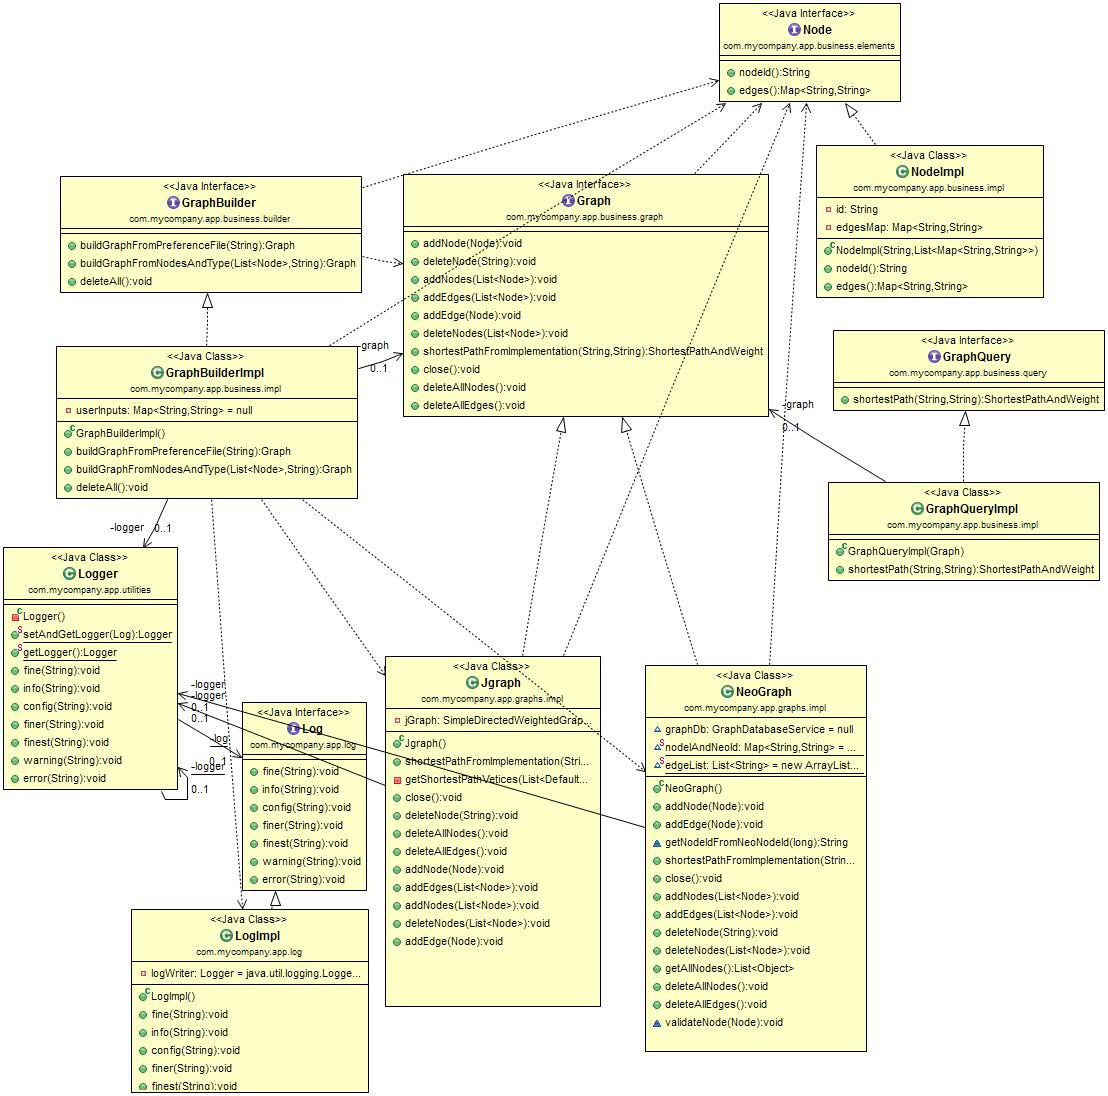 <<Java Interface>>
Node
com.mycompany.app.business.elements
nodeId():String
edges():Map<String,String>
<<Java Class>>
NodeImpl
com.mycompany.app.business.impl
id: String
edgesMap: Map<String,String>
NodeImpl(String,List<Map<String,String>>)
nodeId():String
edges():Map<String,String>
<<Java Interface>>
GraphBuilder
com.mycompany.app.business.builder
buildGraphFromPreferenceFile(String):Graph
buildGraphFromNodesAndType(List<Node>,String):Graph
deleteAll():void
<<Java Interface>>
Graph
com.mycompany.app.business.graph
addNode(Node):void
deleteNode(String):void
addNodes(List<Node>):void
addEdges(List<Node>):void
addEdge(Node):void
deleteNodes(List<Node>):void
shortestPathFromImplementation(String,String):ShortestPathAndWeight
close():void
deleteAllNodes():void
deleteAllEdges():void
<<Java Interface>>
GraphQuery
com.mycompany.app.business.query
shortestPath(String,String):ShortestPathAndWeight
<<Java Class>>
GraphBuilderImpl
com.mycompany.app.business.impl
userInputs: Map<String,String> = null
GraphBuilderImpl()
buildGraphFromPreferenceFile(String):Graph
buildGraphFromNodesAndType(List<Node>,String):Graph
deleteAll():void
-graph
0..1
-graph
0..1
<<Java Class>>
GraphQueryImpl
com.mycompany.app.business.impl
GraphQueryImpl(Graph)
shortestPath(String,String):ShortestPathAndWeight
-logger
0..1
<<Java Class>>
Logger
com.mycompany.app.utilities
Logger()
setAndGetLogger(Log):Logger
getLogger():Logger
fine(String):void
info(String):void
config(String):void
finer(String):void
finest(String):void
warning(String):void
error(String):void
-logger
-logger
0..1
0..1
-log
0..1
-logger
0..1
<<Java Interface>>
Log
com.mycompany.app.log
fine(String):void
info(String):void
config(String):void
finer(String):void
finest(String):void
warning(String):void
error(String):void
<<Java Class>>
Jgraph
com.mycompany.app.graphs.impl
jGraph: SimpleDirectedWeightedGrap...
Jgraph()
shortestPathFromImplementation(Stri...
getShortestPathVetices(List<Default...
close():void
deleteNode(String):void
deleteAllNodes():void
deleteAllEdges():void
addNode(Node):void
addEdges(List<Node>):void
addNodes(List<Node>):void
deleteNodes(List<Node>):void
addEdge(Node):void
<<Java Class>>
NeoGraph
com.mycompany.app.graphs.impl
graphDb: GraphDatabaseService = null
nodeIAndNeoId: Map<String,String> = ...
edgeList: List<String> = new ArrayList...
NeoGraph()
addNode(Node):void
addEdge(Node):void
getNodeIdFromNeoNodeId(long):String
shortestPathFromImplementation(Strin...
close():void
addNodes(List<Node>):void
addEdges(List<Node>):void
deleteNode(String):void
deleteNodes(List<Node>):void
getAllNodes():List<Object>
deleteAllNodes():void
deleteAllEdges():void
validateNode(Node):void
<<Java Class>>
LogImpl
com.mycompany.app.log
logWriter: Logger = java.util.logging.Logge...
LogImpl()
fine(String):void
info(String):void
config(String):void
finer(String):void
finest(String):void